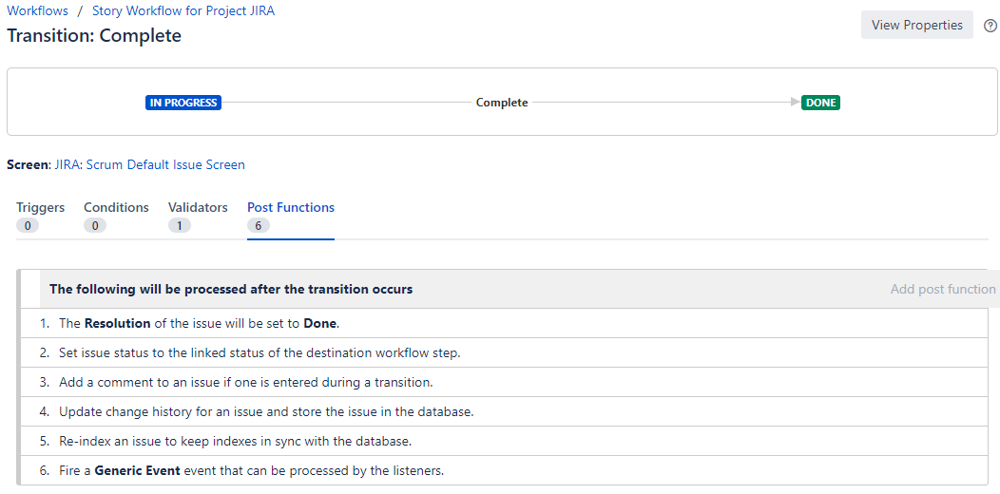 Workflows / Story Workflow for Project JIRA
Transition: Complete
View Properties
?
IN PROGRESS
Complete
DONE
Screen: JIRA: Scrum Default Issue Screen
Triggers Conditions Validators Post Functions
0 0 1 6
The following will be processed after the transition occurs
Add post function
1. The Resolution of the issue will be set to Done.
2. Set issue status to the linked status of the destination workflow step.
3. Add a comment to an issue if one is entered during a transition.
4. Update change history for an issue and store the issue in the database.
5. Re-index an issue to keep indexes in sync with the database.
6. Fire a Generic Event event that can be processed by the listeners.